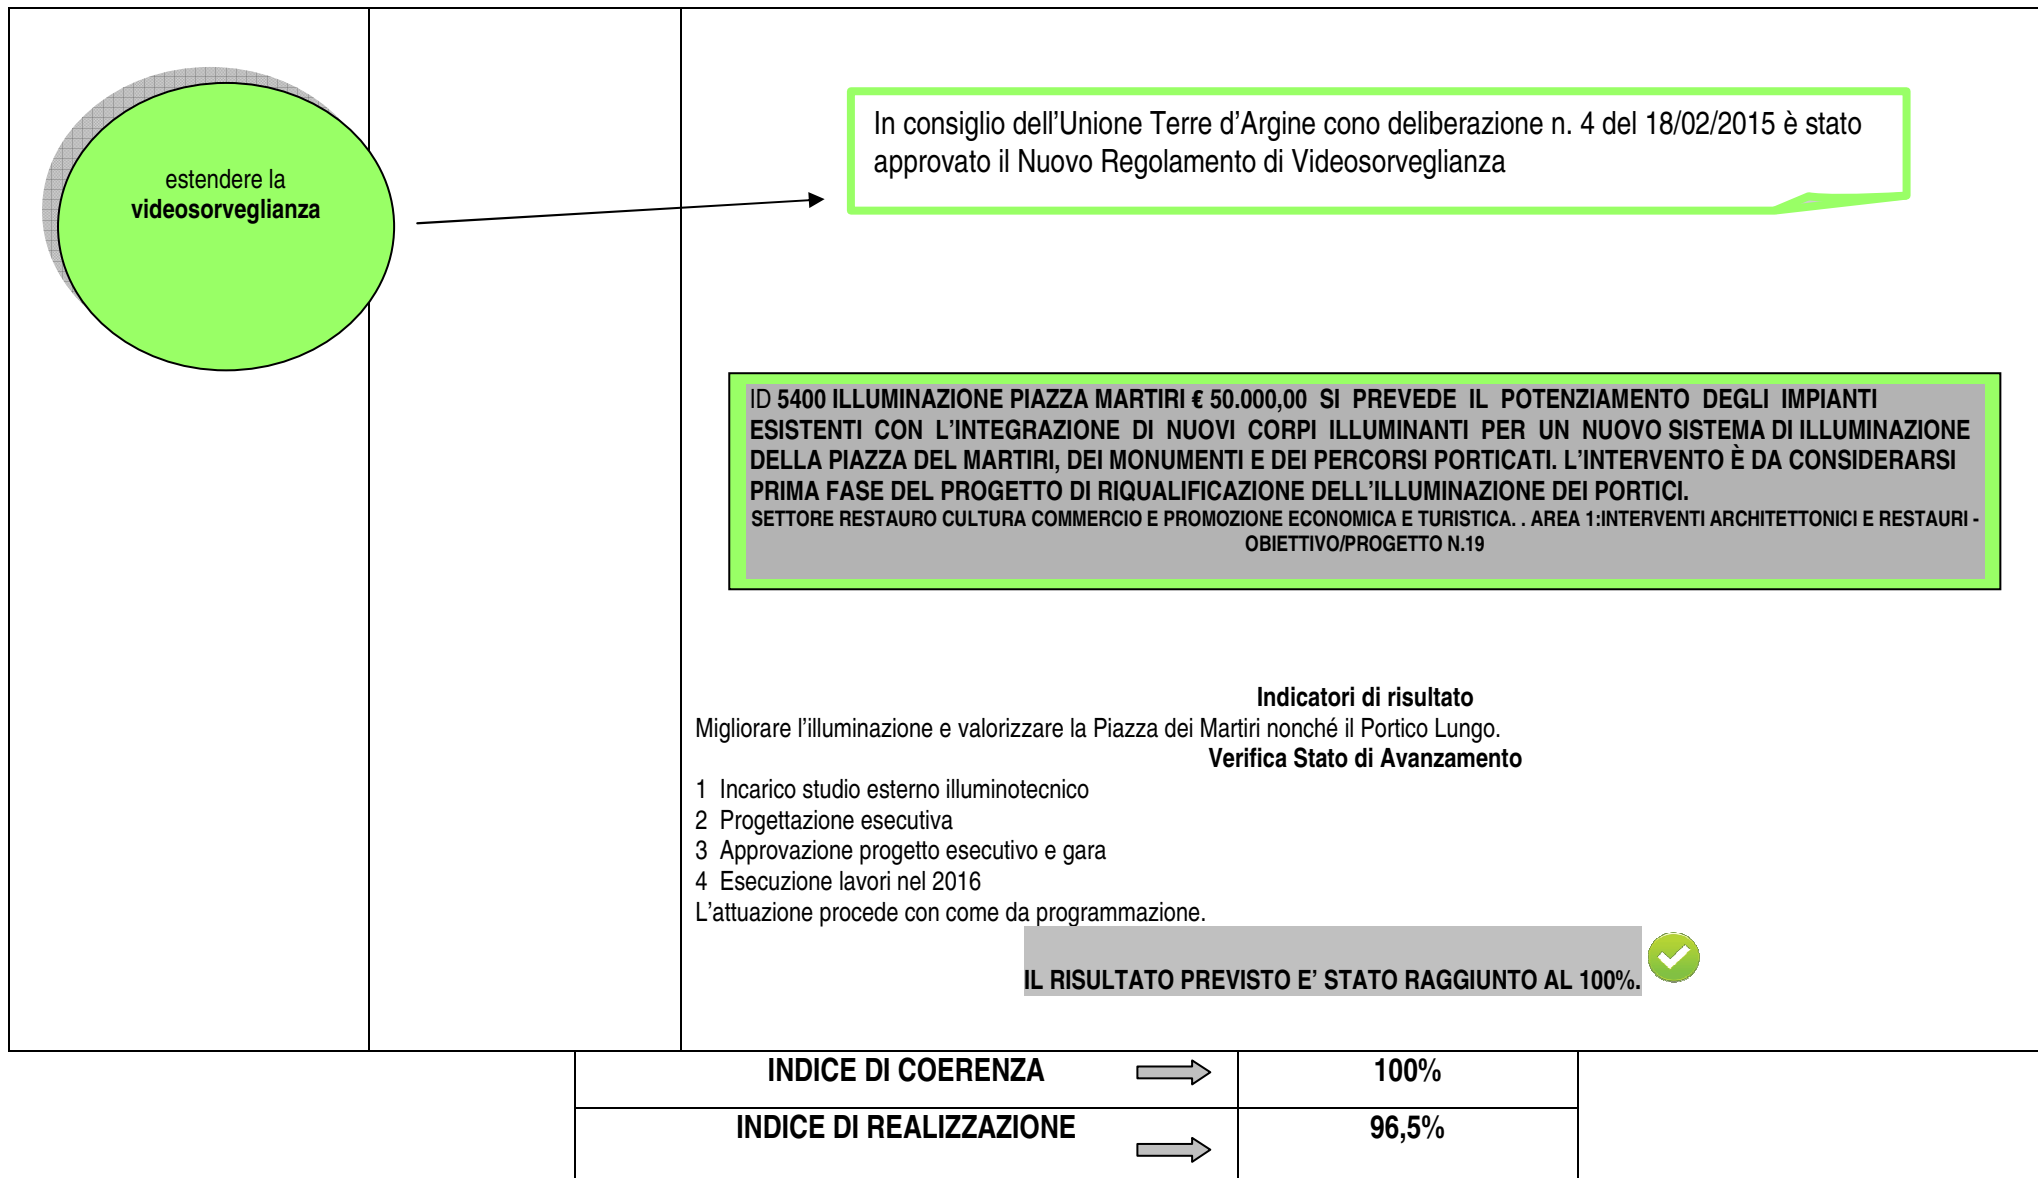 estendere la
videosorveglianza
In consiglio dell’Unione Terre d’Argine cono deliberazione n. 4 del 18/02/2015 è stato
approvato il Nuovo Regolamento di Videosorveglianza
ID 5400 ILLUMINAZIONE PIAZZA MARTIRI € 50.000,00 SI PREVEDE IL POTENZIAMENTO DEGLI IMPIANTI
ESISTENTI CON L’INTEGRAZIONE DI NUOVI CORPI ILLUMINANTI PER UN NUOVO SISTEMA DI ILLUMINAZIONE
DELLA PIAZZA DEL MARTIRI, DEI MONUMENTI E DEI PERCORSI PORTICATI. L’INTERVENTO È DA CONSIDERARSI
PRIMA FASE DEL PROGETTO DI RIQUALIFICAZIONE DELL’ILLUMINAZIONE DEI PORTICI.
SETTORE RESTAURO CULTURA COMMERCIO E PROMOZIONE ECONOMICA E TURISTICA. . AREA 1:INTERVENTI ARCHITETTONICI E RESTAURI -
OBIETTIVO/PROGETTO N.19
Indicatori di risultato
Migliorare l’illuminazione e valorizzare la Piazza dei Martiri nonché il Portico Lungo.
Verifica Stato di Avanzamento
1 Incarico studio esterno illuminotecnico
2 Progettazione esecutiva
3 Approvazione progetto esecutivo e gara
4 Esecuzione lavori nel 2016
L’attuazione procede con come da programmazione.
IL RISULTATO PREVISTO E’ STATO RAGGIUNTO AL 100%.
INDICE DI COERENZA 100%
INDICE DI REALIZZAZIONE 96,5%